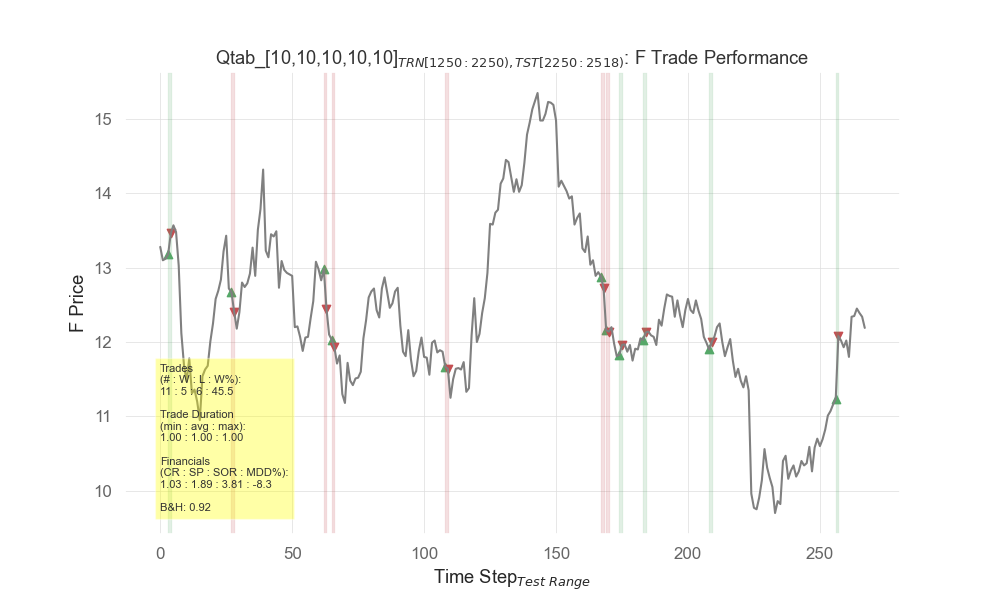 Qtab_[10,10,10,10,10]TRN[1250:2250),TST[2250:2518): F Trade Performance
15
14
13
12
11
10
F Price
Trades
(# : W : L : W%):
11 : 5 : 6 : 45.5
Trade Duration
(min : avg : max):
1.00 : 1.00 : 1.00
Financials
(CR : SP : SOR : MDD%):
1.03 : 1.89 : 3.81 : -8.3
B&H: 0.92
0 50 100 150 200 250
Time StepTest Range